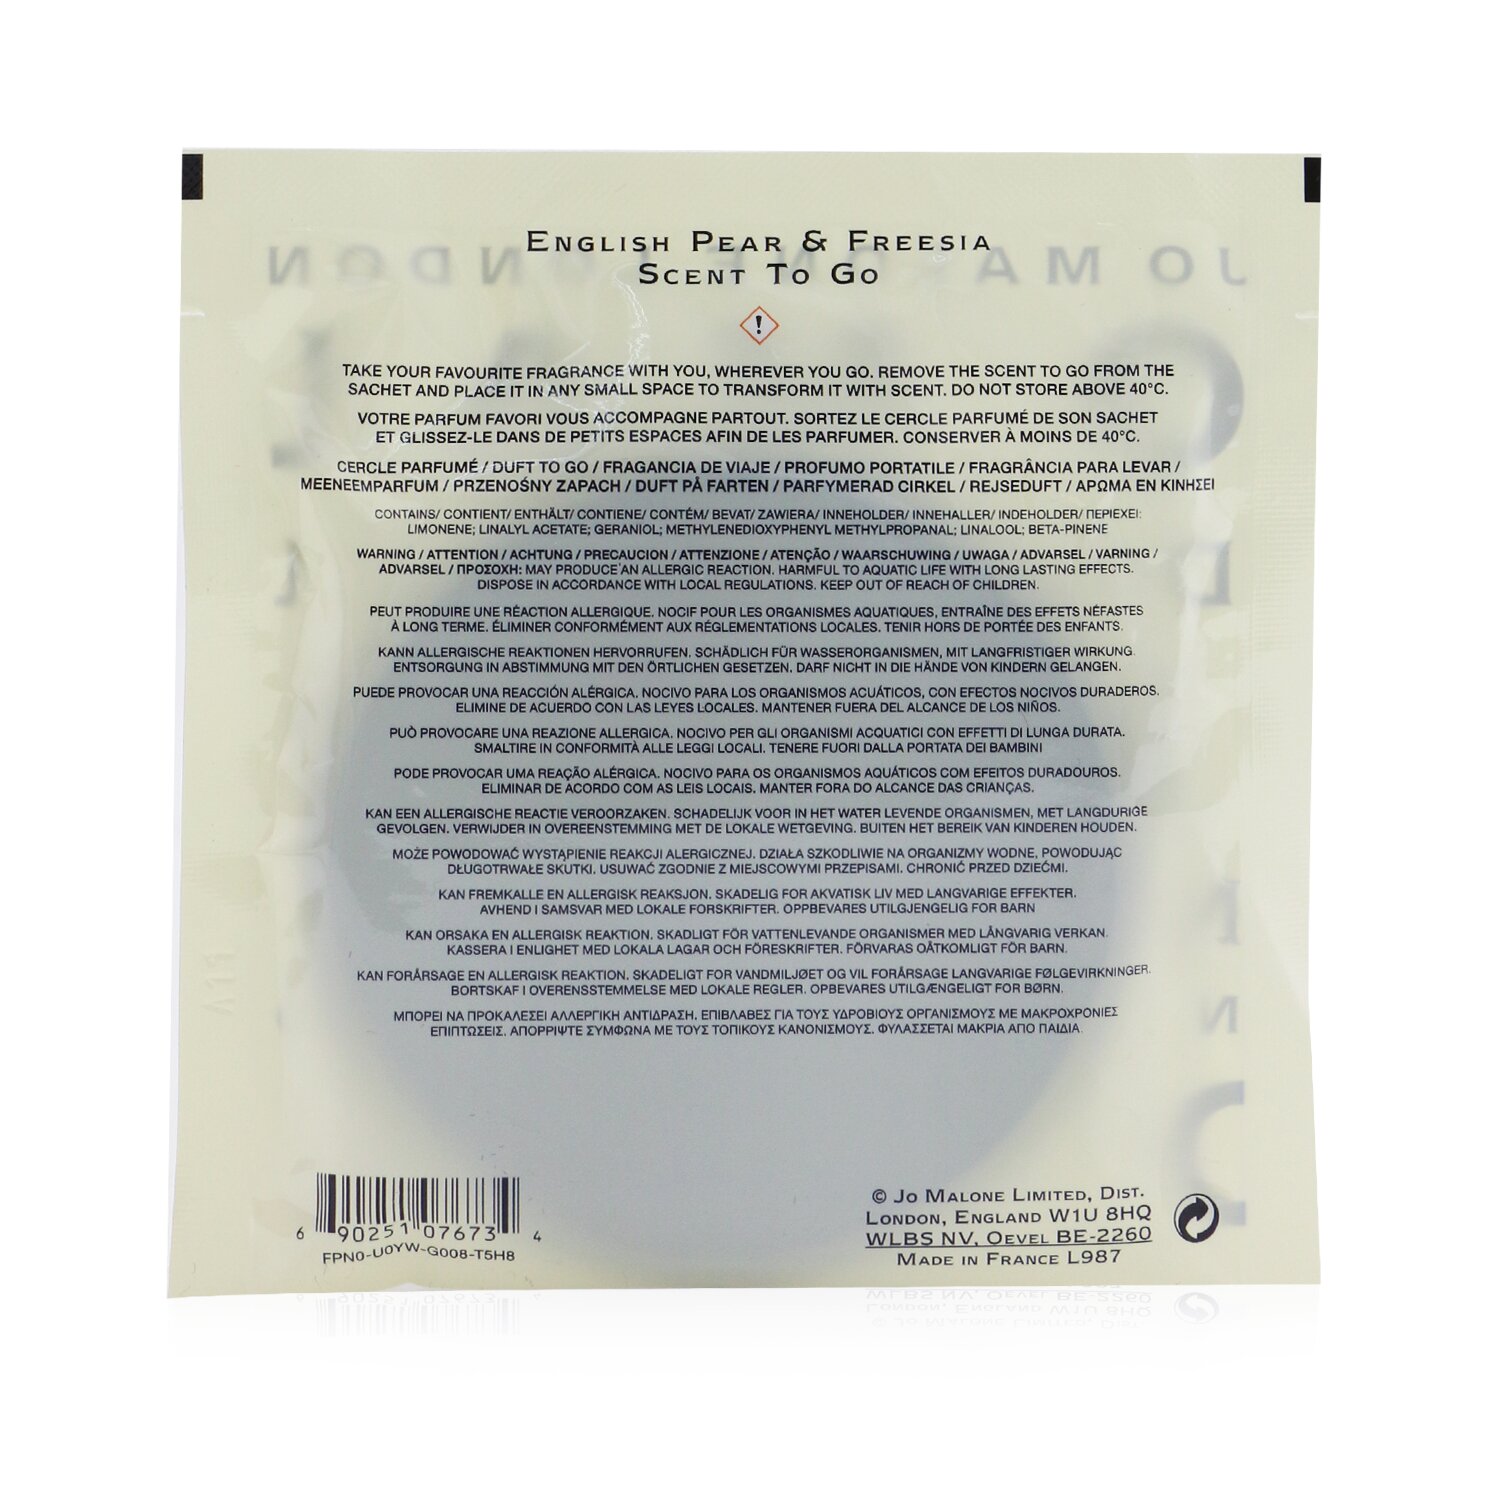 English Pear & Freesia
Scent To Go
TAKE YOUR FAVOURITE FRAGRANCE WITH YOU, WHEREVER YOU GO. REMOVE THE SCENT TO GO FROM THE
SACHET AND PLACE IT IN ANY SMALL SPACE TO TRANSFORM IT WITH SCENT. DO NOT STORE ABOVE 40°C.
VOTRE PARFUM FAVORI VOUS ACCOMPAGNE PARTOUT. SORTEZ LE CERCLE PARFUMÉ DE SON SACHET
ET GLISSEZ-LE DANS DE PETITS ESPACES AFIN DE LES PARFUMER. CONSERVER À MOINS DE 40°C.
CERCLE PARFUMÉ / DUFT TO GO / FRAGANCIA DE VIAJE / PROFUMO PORTATILE / FRAGRÂNCIA PARA LEVAR /
MEENEEMPARFUM / PRZENOŚNY ZAPACH / DUFT PÅ FARTEN / PARFYMERAD CIRKEL / REJSEDUFT / ΑΡΩΜΑ ΕΝ ΚΙΝΗΣΕΙ
CONTAINS/ CONTIENT/ ENTHÄLT/ CONTIENE/ CONTÉM/ BEVAT/ ZAWIERA/ INNEHOLDER/ INNEHALLER/ INDEHOLDER/ ΠΕΡΙΕΧΕΙ:
LIMONENE; LINALYL ACETATE; GERANIOL; METHYLENEDIOXYPHENYL METHYLPROPANAL; LINALOOL; BETA-PINENE
WARNING / ATTENTION / ACHTUNG / PRECAUCION / ATTENZIONE / ATENÇÃO / WAARSCHUWING / UWAGA / ADVARSEL / VARNING /
ADVARSEL / ΠΡΟΣΟΧΗ: MAY PRODUCE AN ALLERGIC REACTION. HARMFUL TO AQUATIC LIFE WITH LONG LASTING EFFECTS.
DISPOSE IN ACCORDANCE WITH LOCAL REGULATIONS. KEEP OUT OF REACH OF CHILDREN.
PEUT PRODUIRE UNE RÉACTION ALLERGIQUE. NOCIF POUR LES ORGANISMES AQUATIQUES, ENTRAÎNE DES EFFETS NÉFASTES
À LONG TERME. ÉLIMINER CONFORMÉMENT AUX RÉGLEMENTATIONS LOCALES. TENIR HORS DE PORTÉE DES ENFANTS.
KANN ALLERGISCHE REAKTIONEN HERVORRUFEN. SCHÄDLICH FÜR WASSERORGANISMEN, MIT LANGFRISTIGER WIRKUNG.
ENTSORGUNG IN ABSTIMMUNG MIT DEN ÖRTLICHEN GESETZEN. DARF NICHT IN DIE HÄNDE VON KINDERN GELANGEN.
PUEDE PROVOCAR UNA REACCIÓN ALÉRGICA. NOCIVO PARA LOS ORGANISMOS ACUÁTICOS, CON EFECTOS NOCIVOS DURADEROS.
ELIMINE DE ACUERDO CON LAS LEYES LOCALES. MANTENER FUERA DEL ALCANCE DE LOS NIÑOS.
PUÒ PROVOCARE UNA REAZIONE ALLERGICA. NOCIVO PER GLI ORGANISMI ACQUATICI CON EFFETTI DI LUNGA DURATA.
SMALTIRE IN CONFORMITÀ ALLE LEGGI LOCALI. TENERE FUORI DALLA PORTATA DEI BAMBINI
PODE PROVOCAR UMA REAÇÃO ALÉRGICA. NOCIVO PARA OS ORGANISMOS AQUÁTICOS COM EFEITOS DURADOUROS.
ELIMINAR DE ACORDO COM AS LEIS LOCAIS. MANTER FORA DO ALCANCE DAS CRIANÇAS.
KAN EEN ALLERGISCHE REACTIE VEROORZAKEN. SCHADELIJK VOOR IN HET WATER LEVENDE ORGANISMEN, MET LANGDURIGE
GEVOLGEN. VERWIJDER IN OVEREENSTEMMING MET DE LOKALE WETGEVING. BUITEN HET BEREIK VAN KINDEREN HOUDEN.
MOŻE POWODOWAĆ WYSTĄPIENIE REAKCJI ALERGICZNEJ. DZIAŁA SZKODLIWIE NA ORGANIZMY WODNE, POWODUJĄC
DŁUGOTRWAŁE SKUTKI. USUWAĆ ZGODNIE Z MIEJSCOWYMI PRZEPISAMI. CHRONIĆ PRZED DZIEĆMI.
KAN FREMKALLE EN ALLERGISK REAKSJON. SKADELIG FOR AKVATISK LIV MED LANGVARIGE EFFEKTER.
AVHEND I SAMSVAR MED LOKALE FORSKRIFTER. OPPBEVARES UTILGJENGELIG FOR BARN
KAN ORSAKA EN ALLERGISK REAKTION. SKADLIGT FÖR VATTENLEVANDE ORGANISMER MED LÅNGVARIG VERKAN.
KASSERA I ENLIGHET MED LOKALA LAGAR OCH FÖRESKRIFTER. FÖRVARAS OÅTKOMLIGT FÖR BARN.
KAN FORÅRSAGE EN ALLERGISK REAKTION. SKADELIGT FOR VANDMILJØET OG VIL FORÅRSAGE LANGVARIGE FØLGEVIRKNINGER.
BORTSKAF I OVERENSSTEMMELSE MED LOKALE REGLER. OPBEVARES UTILGÆNGELIGT FOR BØRN.
ΜΠΟΡΕΙ ΝΑ ΠΡΟΚΑΛΕΣΕΙ ΑΛΛΕΡΓΙΚΗ ΑΝΤΙΔΡΑΣΗ. ΕΠΙΒΛΑΒΕΣ ΓΙΑ ΤΟΥΣ ΥΔΡΟΒΙΟΥΣ ΟΡΓΑΝΙΣΜΟΥΣ ΜΕ ΜΑΚΡΟΧΡΟΝΙΕΣ
ΕΠΙΠΤΩΣΕΙΣ. ΑΠΟΡΡΙΨΤΕ ΣΥΜΦΩΝΑ ΜΕ ΤΟΥΣ ΤΟΠΙΚΟΥΣ ΚΑΝΟΝΙΣΜΟΥΣ. ΦΥΛΑΣΣΕΤΑΙ ΜΑΚΡΙΑ ΑΠΟ ΠΑΙΔΙΑ.
6 90251 07673 4
FPN0-U0YW-G008-T5H8
© Jo Malone Limited, Dist.
London, England W1U 8HQ
WLBS NV, Oevel BE-2260
Made in France L987